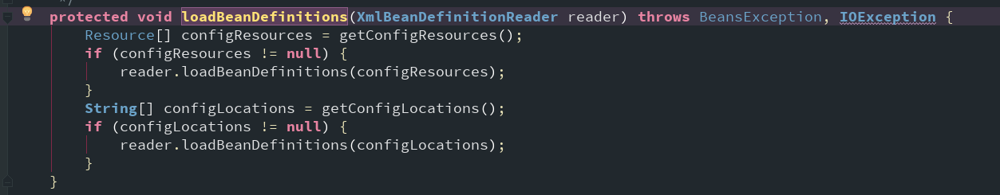 */
protected void loadBeanDefinitions(XmlBeanDefinitionReader reader) throws BeansException, IOException {
    Resource[] configResources = getConfigResources();
    if (configResources != null) {
        reader.loadBeanDefinitions(configResources);
    }
    String[] configLocations = getConfigLocations();
    if (configLocations != null) {
        reader.loadBeanDefinitions(configLocations);
    }
}